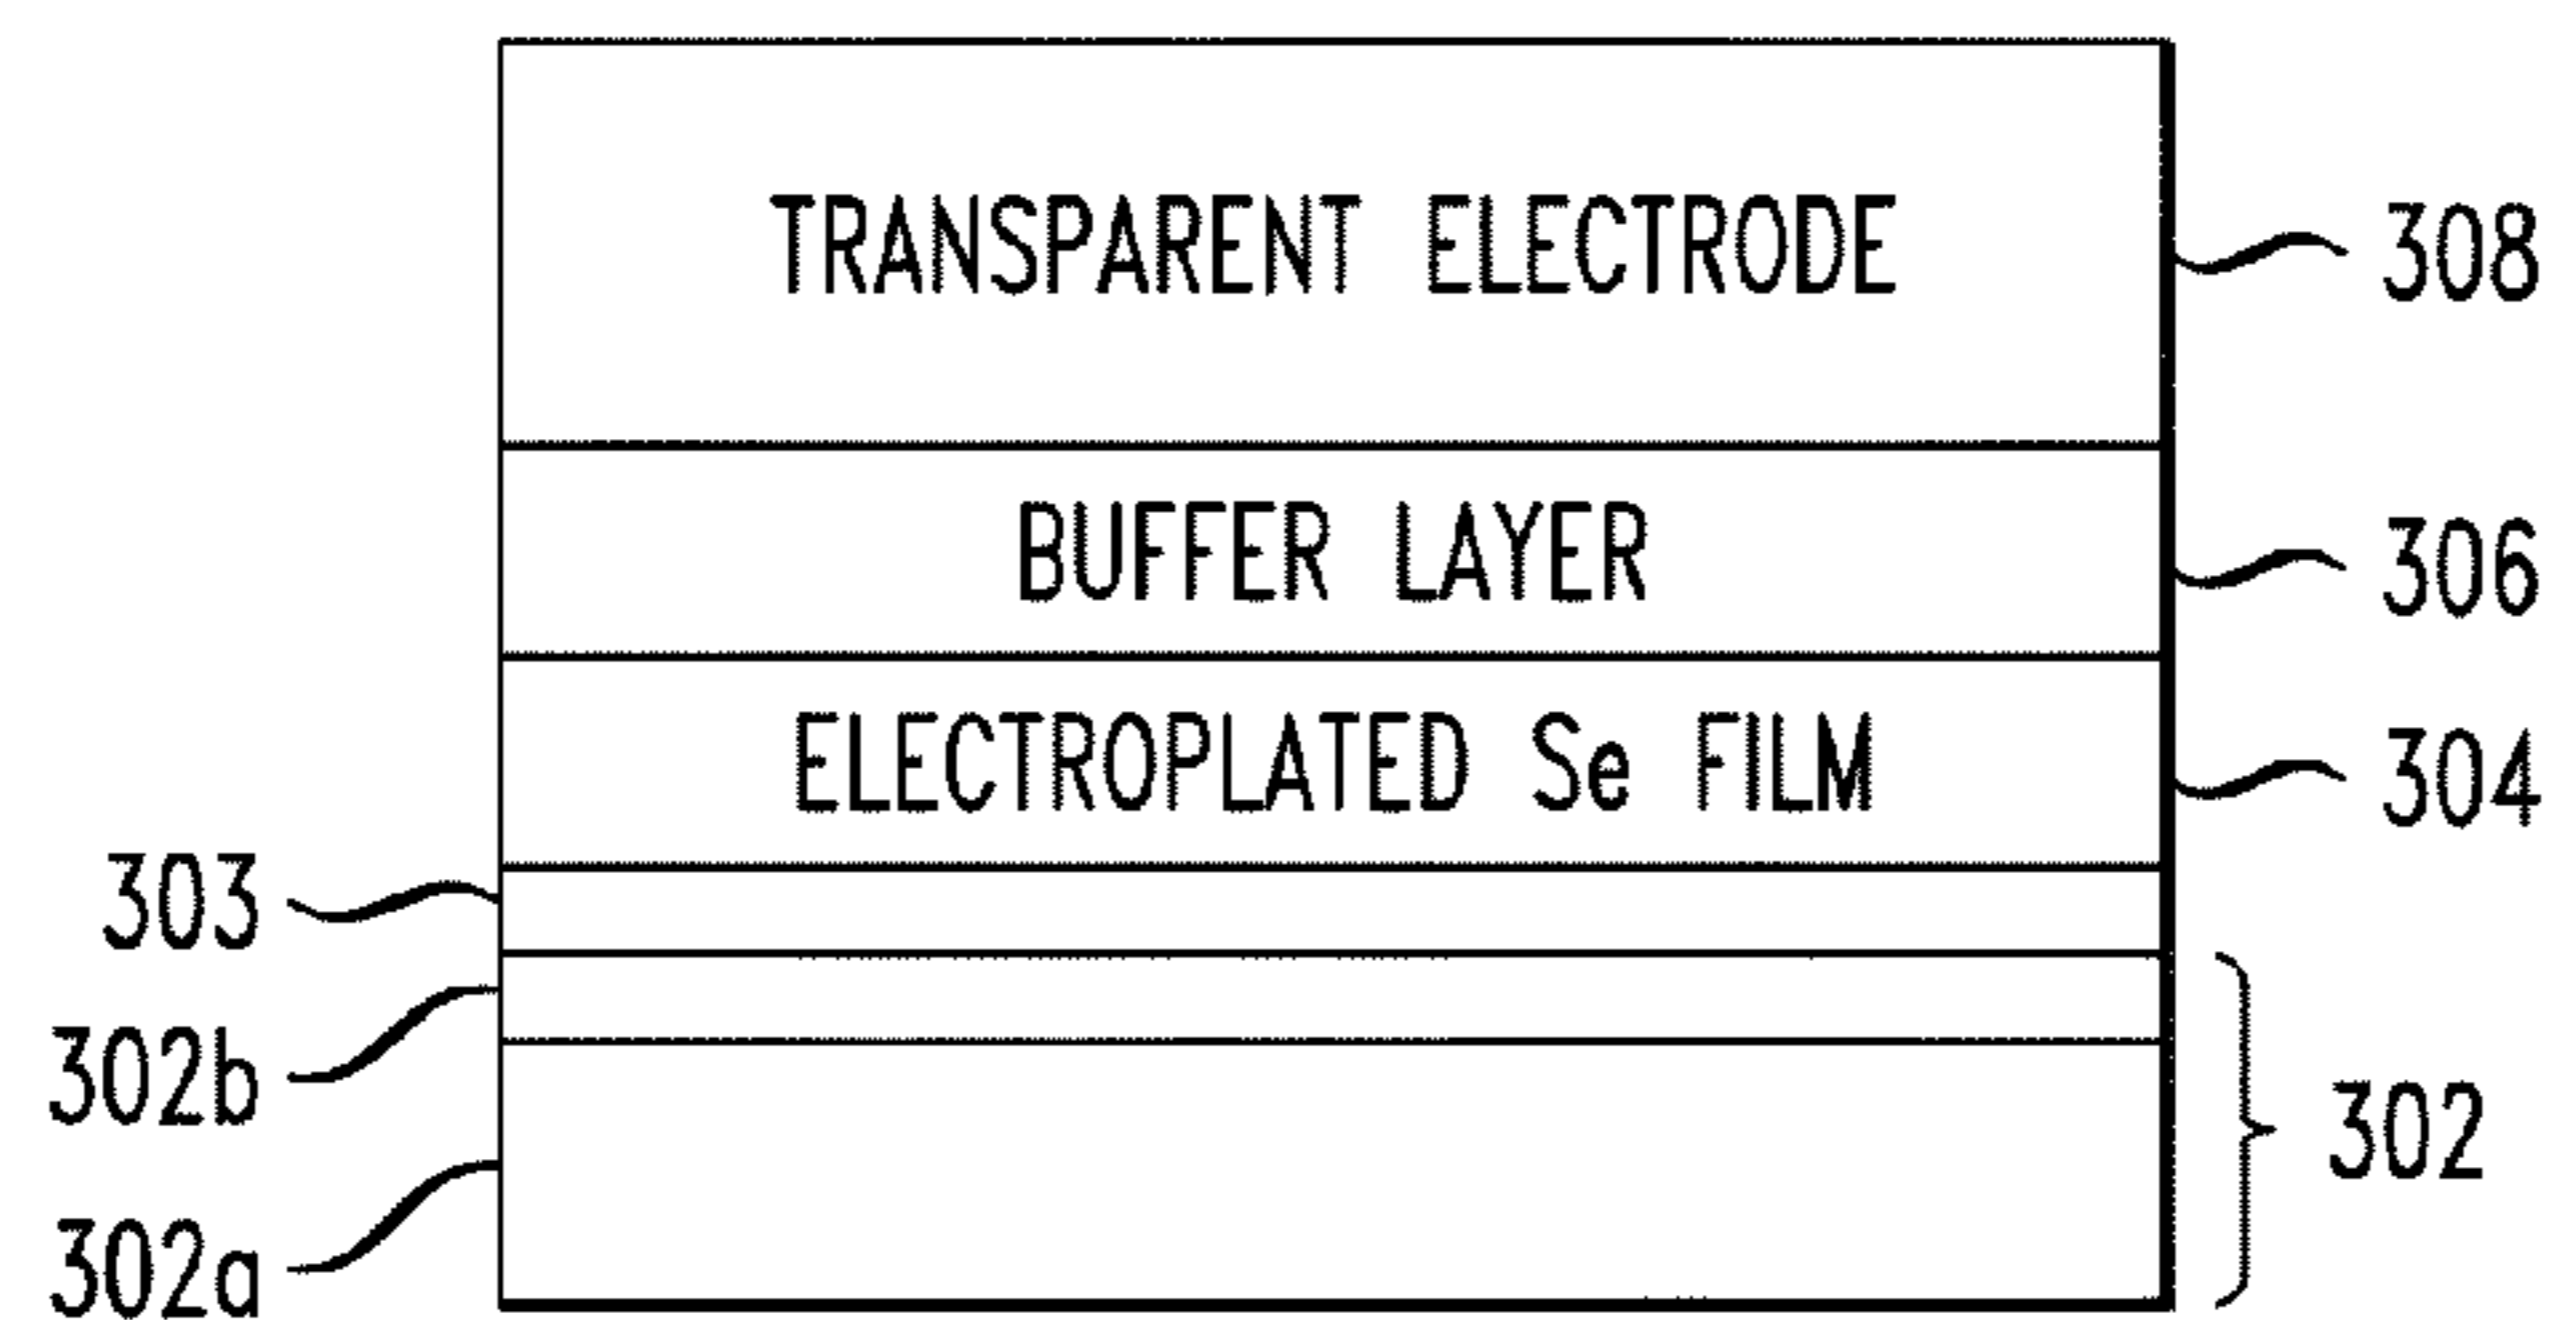 TRANSPARENT ELECTRODE
308
BUFFER LAYER
306
ELECTROPLATED Se FILM
304
303
302b
302
302a